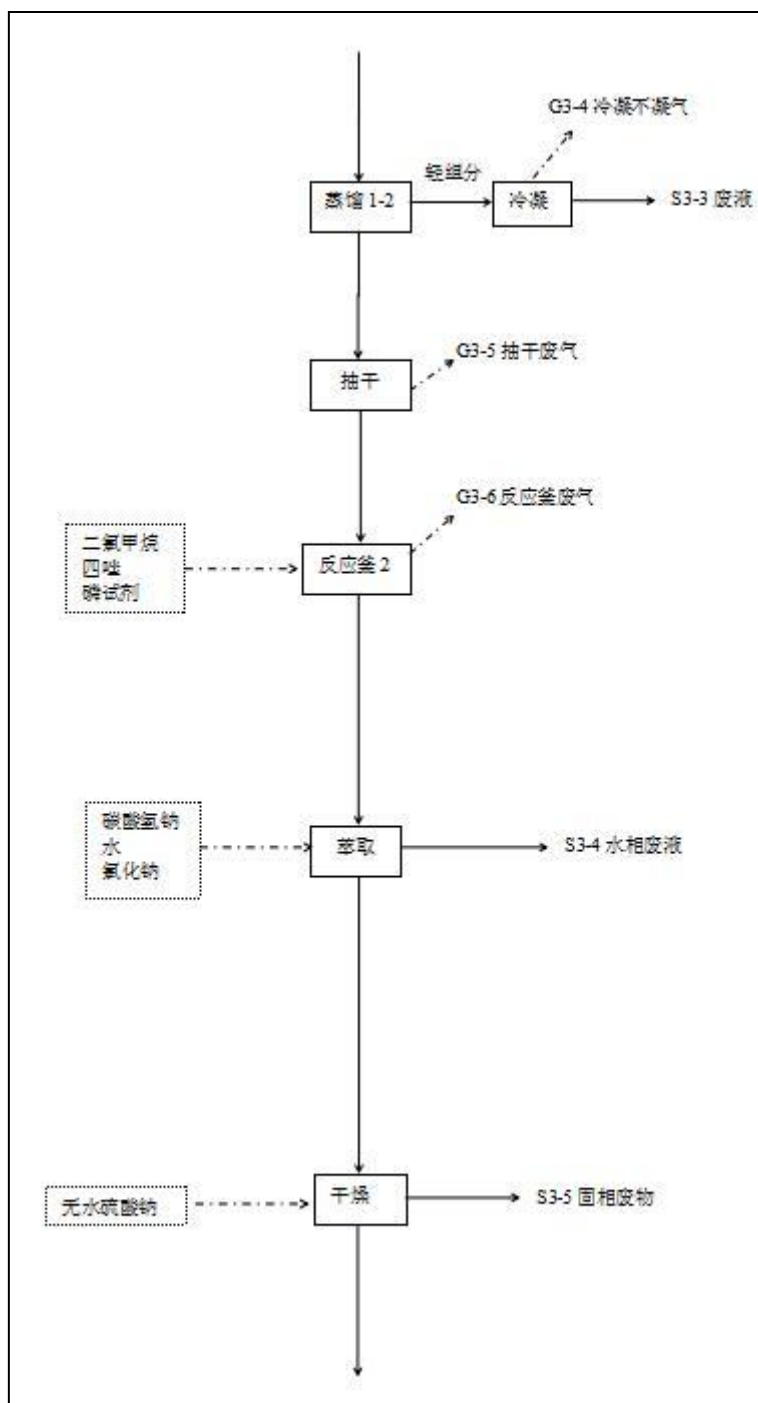 G3-4 冷凝不凝气
轻组分
蒸馏 1-2
冷凝
S3-3 废液
G3-5 抽干废气
抽干
G3-6 反应釜废气
二氯甲烷
四唑
磷试剂
反应釜 2
碳酸氢钠
水
氯化钠
萃取
S3-4 水相废液
无水硫酸钠
干燥
S3-5 固相废物